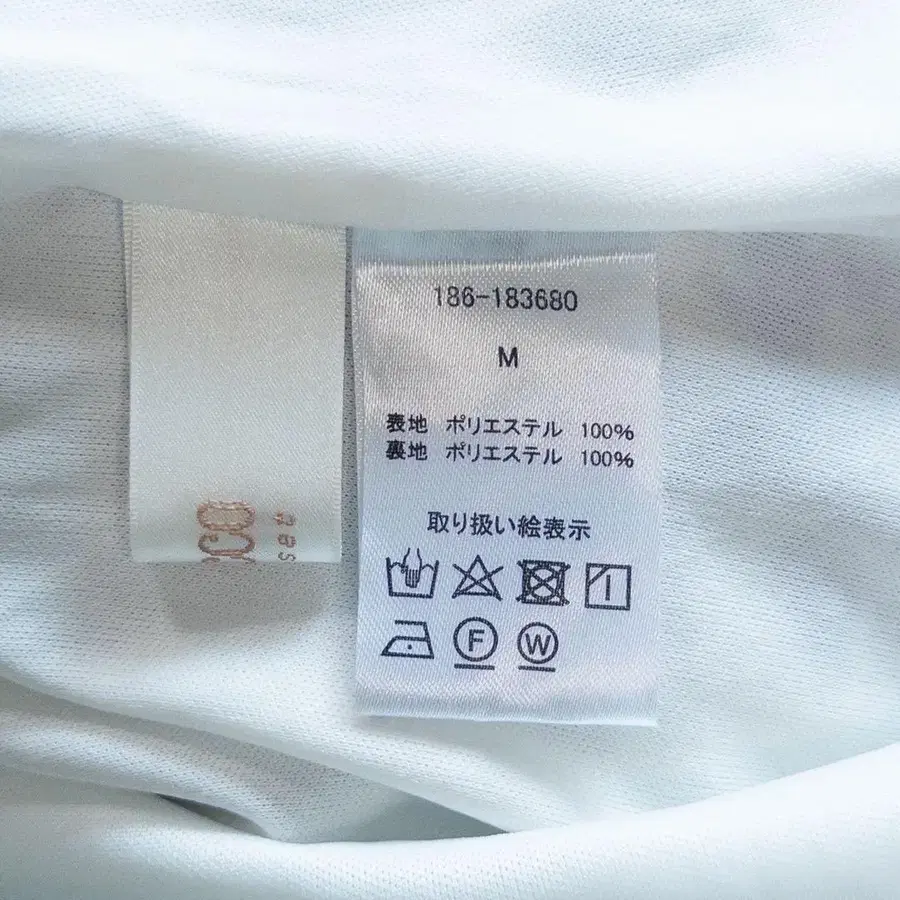 186-183680
M
表地 ポリエステル 100%
裏地 ポリエステル 100%
取り扱い絵表示
F
W